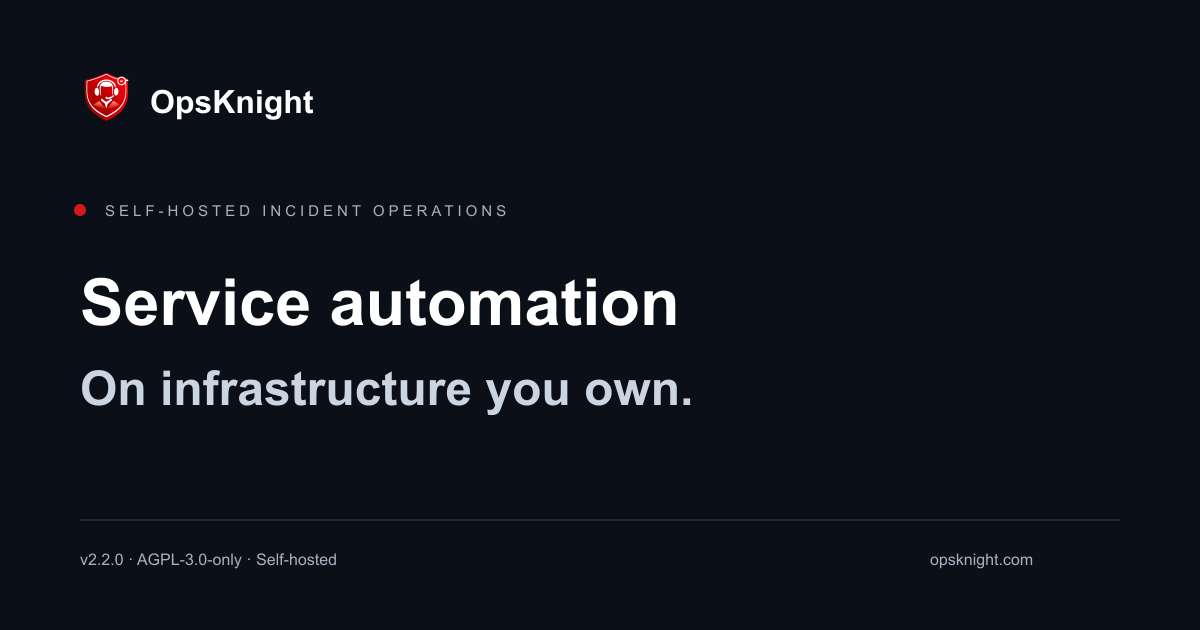 OpsKnight
SELF-HOSTED INCIDENT OPERATIONS
Service automation
On infrastructure you own.
v2.2.0 · AGPL-3.0-only · Self-hosted
opsknight.com